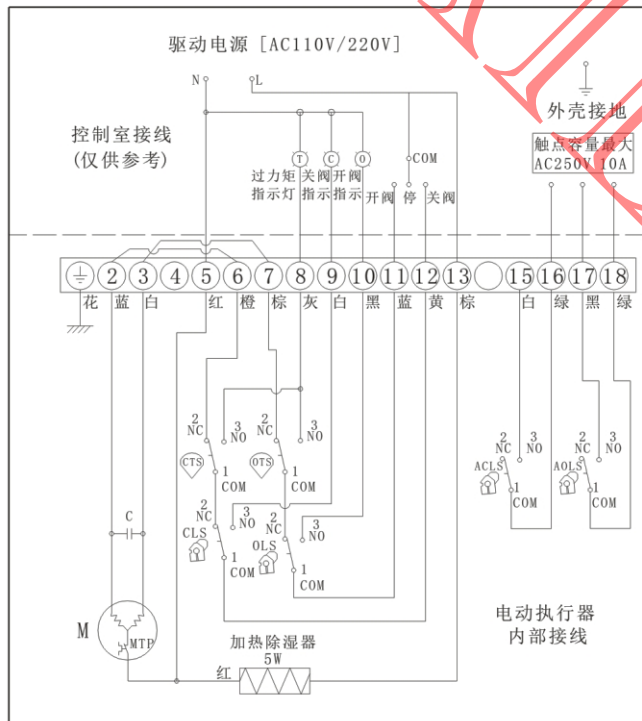 驱动电源 [AC110V/220V]
N L
控制室接线
(仅供参考)
外壳接地
触点容量最大
AC250V 10A
T C O
COM
过力矩 关阀 开阀
指示灯 指示 指示
开阀 停 关阀
2 3 4 5 6 7 8 9 10 11 12 13 15 16 17 18
花 蓝 白 红 橙 棕 灰 白 黑 蓝 黄 棕 白 绿 黑 绿
2 NC 3 NO 2 NC 3 NO
CTS OTS
1 COM 1 COM
2 NC 3 NO 2 NC 3 NO
ACLS AOLS
1 COM 1 COM
C
2 NC 3 NO 2 NC 3 NO
CLS OLS
1 COM 1 COM
M
MTP
加热除湿器
5W
红
电动执行器
内部接线